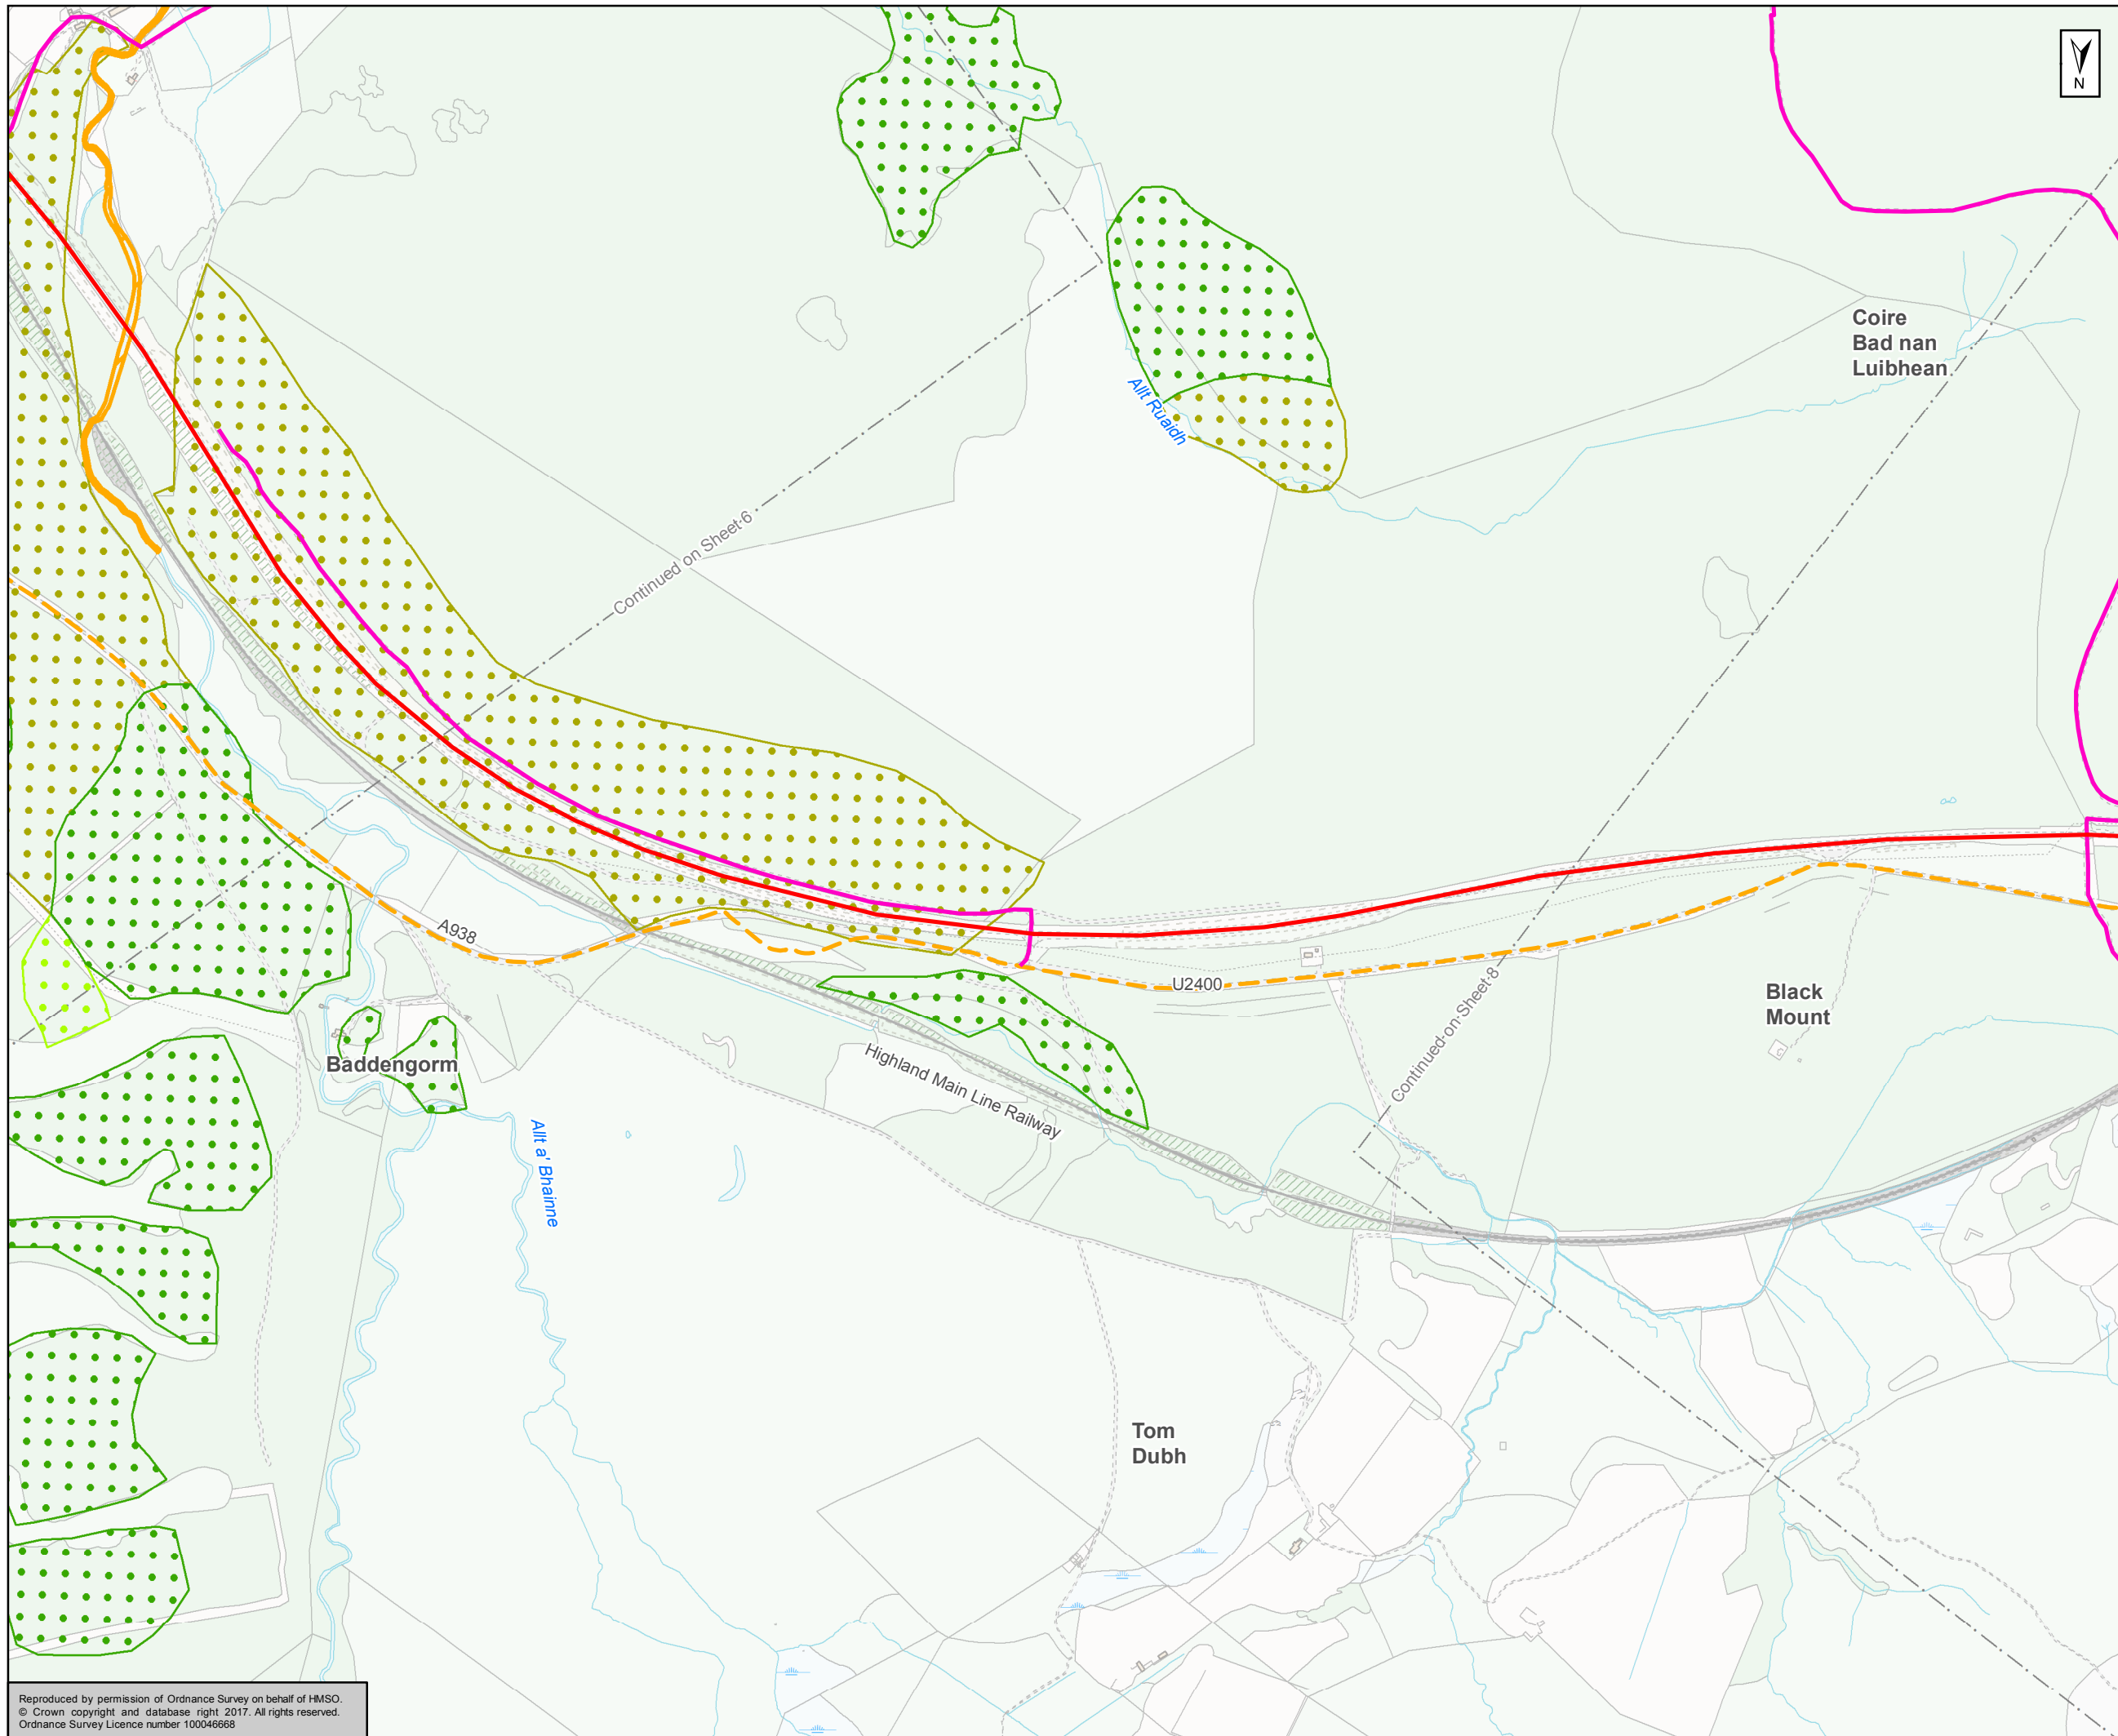 N
Coire
Bad nan
Luibhean
Allt Ruaidh
Continued on Sheet 6
A938
U2400
Continued on Sheet 8
Black
Mount
Baddengorm
Highland Main Line Railway
Allt a' Bhainne
Tom
Dubh
Reproduced by permission of Ordnance Survey on behalf of HMSO.
© Crown copyright and database right 2017. All rights reserved.
Ordnance Survey Licence number 100046668